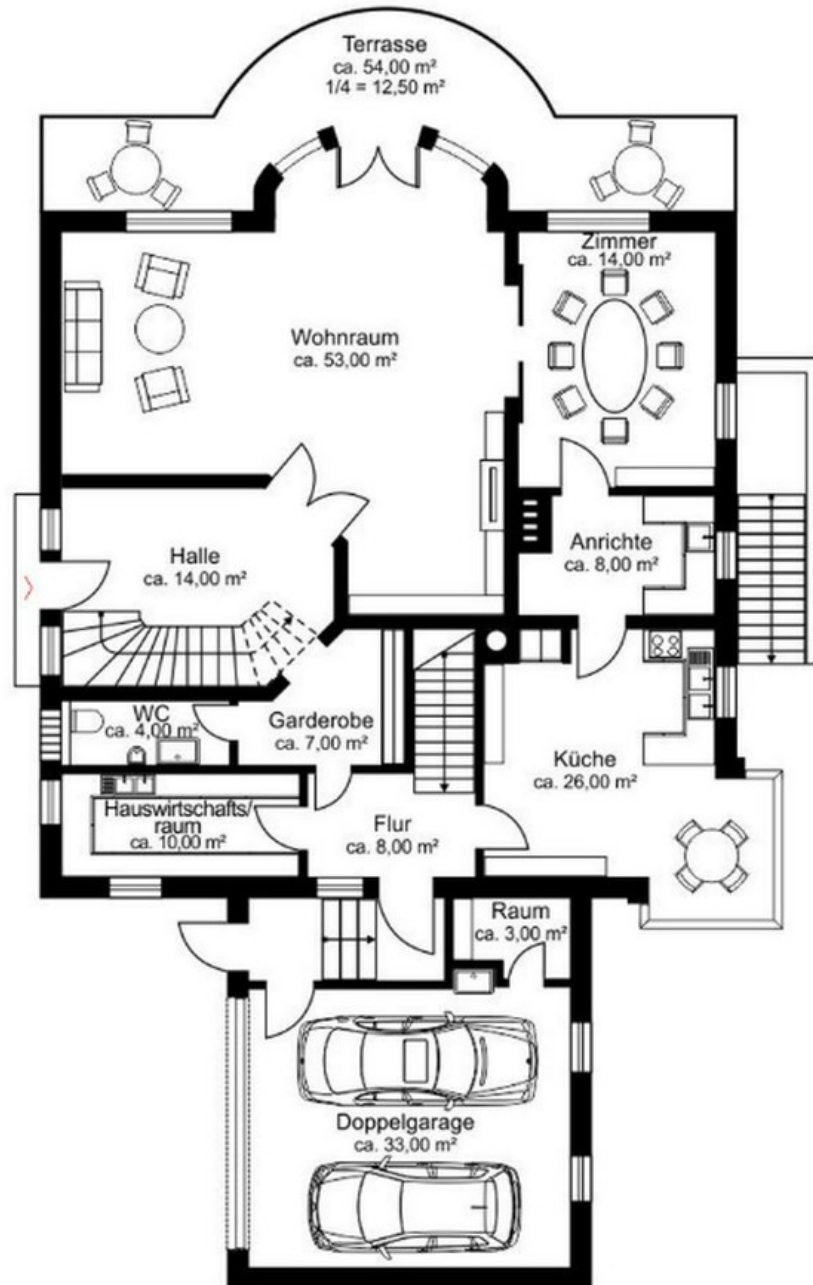 Terrasse
ca. 54,00 m²
1/4 = 12,50 m²
Zimmer
ca. 14,00 m²
Wohnraum
ca. 53,00 m²
Halle
ca. 14,00 m²
Anrichte
ca. 8,00 m²
WC
ca. 4,00 m²
Garderobe
ca. 7,00 m²
Küche
ca. 26,00 m²
Hauswirtschafts/
raum
ca. 10,00 m²
Flur
ca. 8,00 m²
Raum
ca. 3,00 m²
Doppelgarage
ca. 33,00 m²